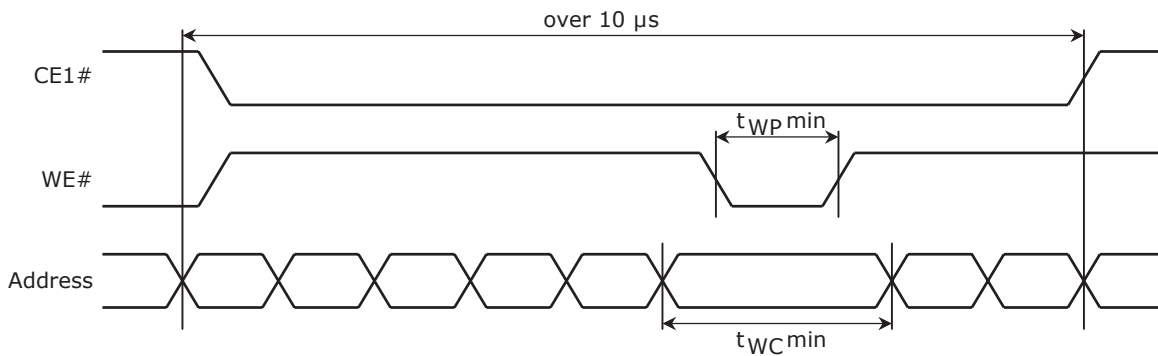 over 10 μs
CE1#
tWP min
WE#
Address
tWC min